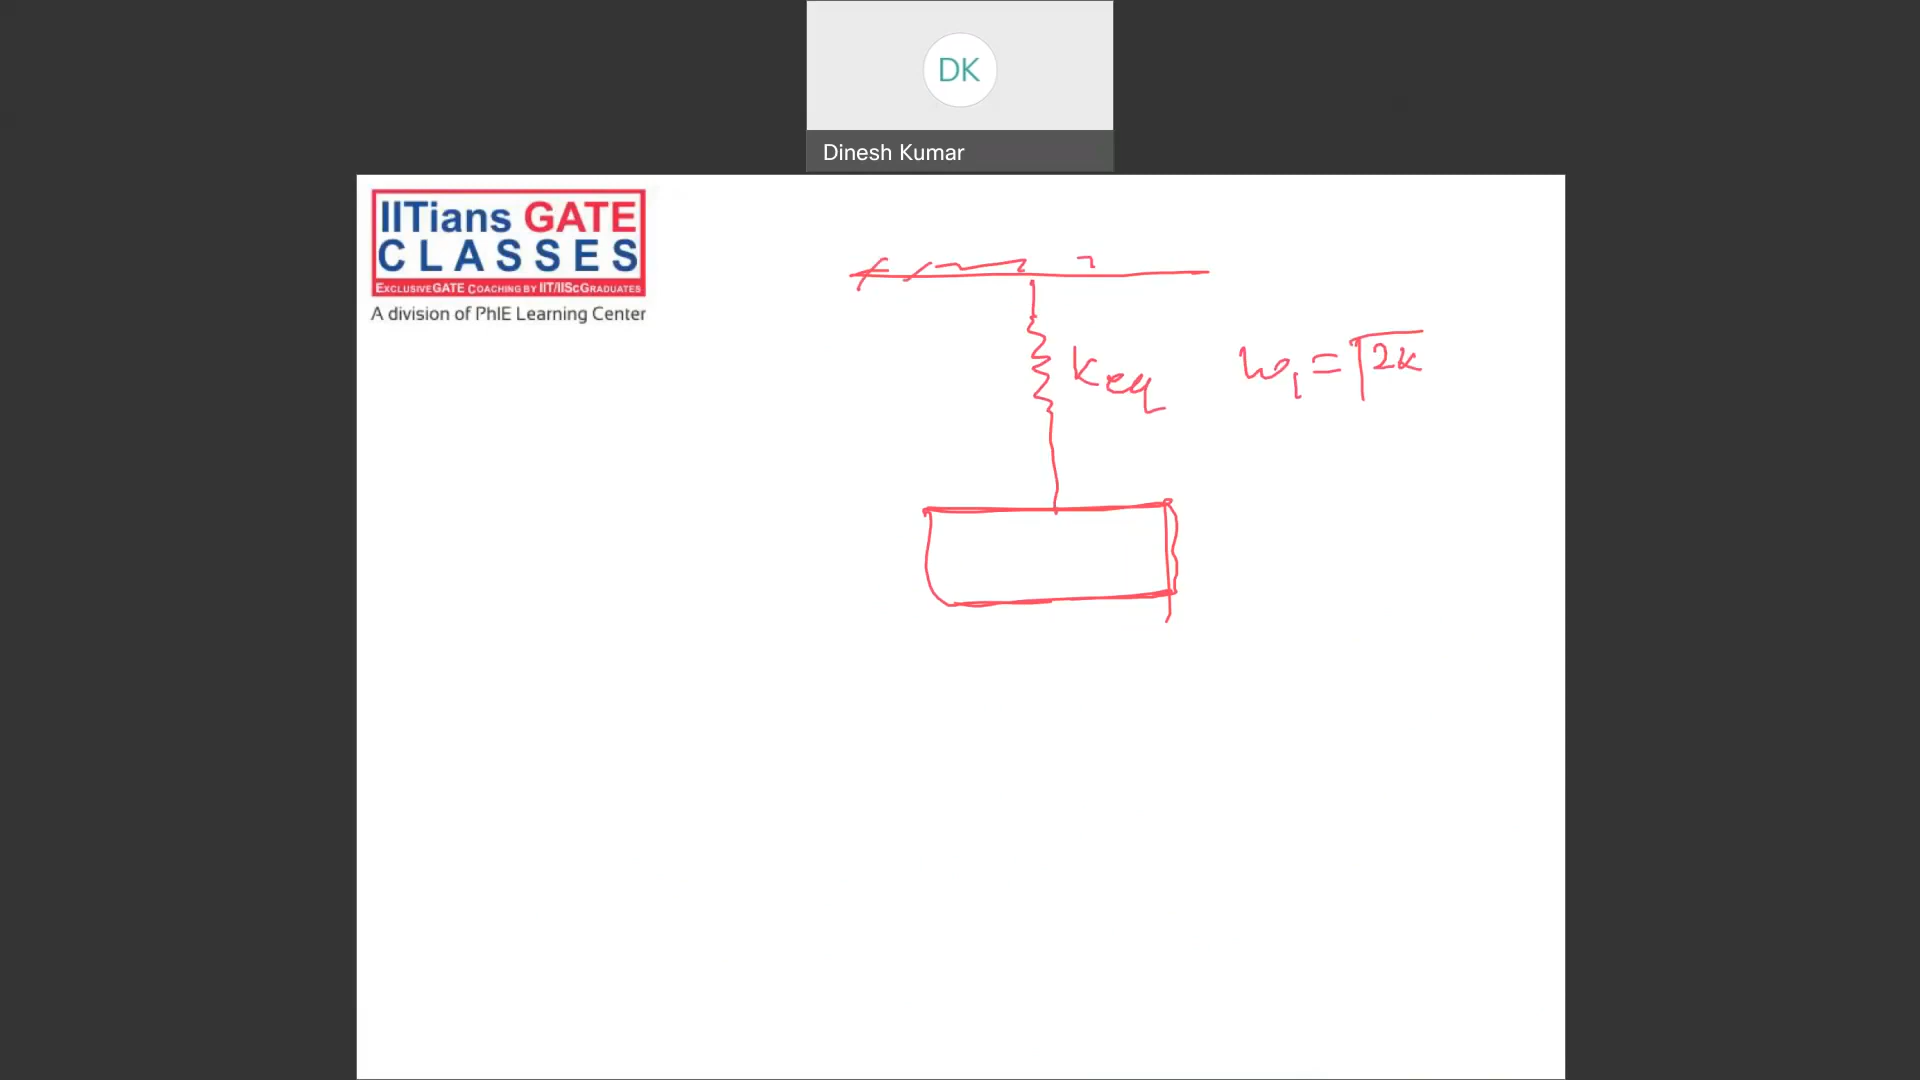 DK
Dinesh Kumar
IITians GATE
CLASSES
EXCLUSIVE GATE COACHING BY IIT/IISc GRADUATES
A division of PhIE Learning Center
Keq
ω₁ = √2K